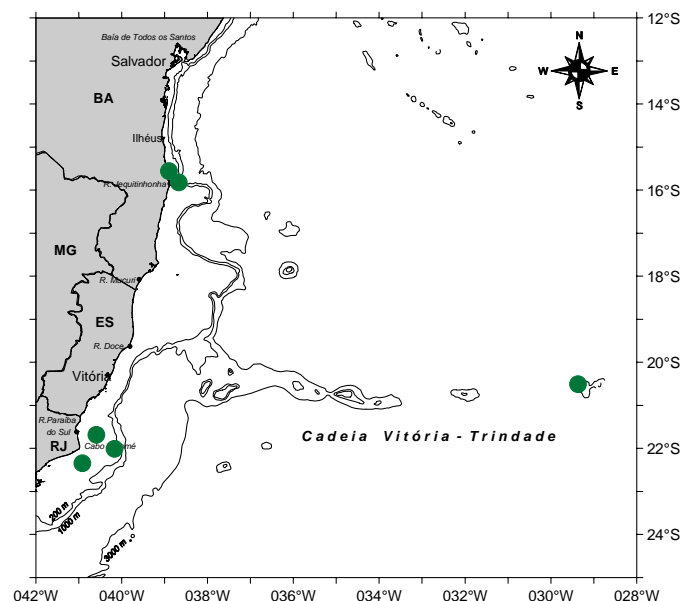 12°S
Baía de Todos os Santos
N
Salvador
W E
BA
S
14°S
Ilhéus
R. Jequitinhonha
16°S
MG
R. Mucuri
18°S
ES
R. Doce
20°S
Vitória
R.Paraíba
do Sul
Cadeia Vitória - Trindade
RJ
Cabo
22°S
200 m
1000 m
3000 m
24°S
042°W 040°W 038°W 036°W 034°W 032°W 030°W 028°W